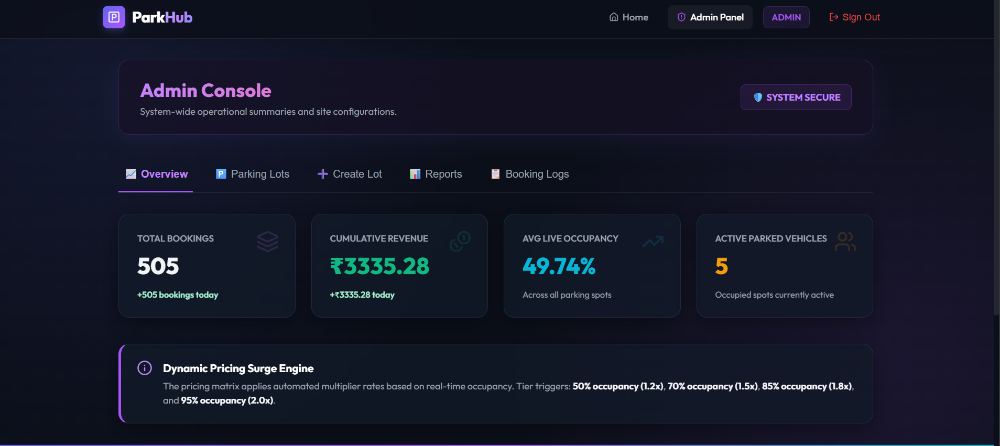 ParkHub
Home
Admin Panel
ADMIN
Sign Out
Admin Console
System-wide operational summaries and site configurations.
SYSTEM SECURE
Overview
Parking Lots
Create Lot
Reports
Booking Logs
TOTAL BOOKINGS
505
+505 bookings today
CUMULATIVE REVENUE
₹3335.28
+₹3335.28 today
AVG LIVE OCCUPANCY
49.74%
Across all parking spots
ACTIVE PARKED VEHICLES
5
Occupied spots currently active
Dynamic Pricing Surge Engine
The pricing matrix applies automated multiplier rates based on real-time occupancy. Tier triggers: 50% occupancy (1.2x), 70% occupancy (1.5x), 85% occupancy (1.8x),
and 95% occupancy (2.0x).